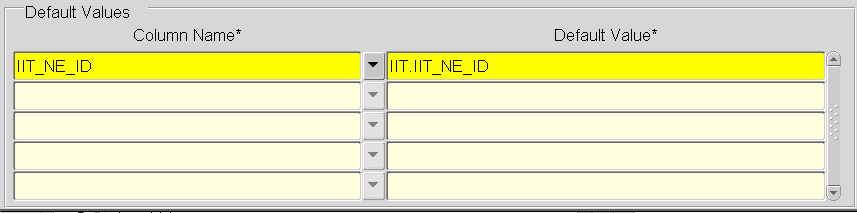 Default Values
Column Name* Default Value*
IIT_NE_ID IIT.IIT_NE_ID